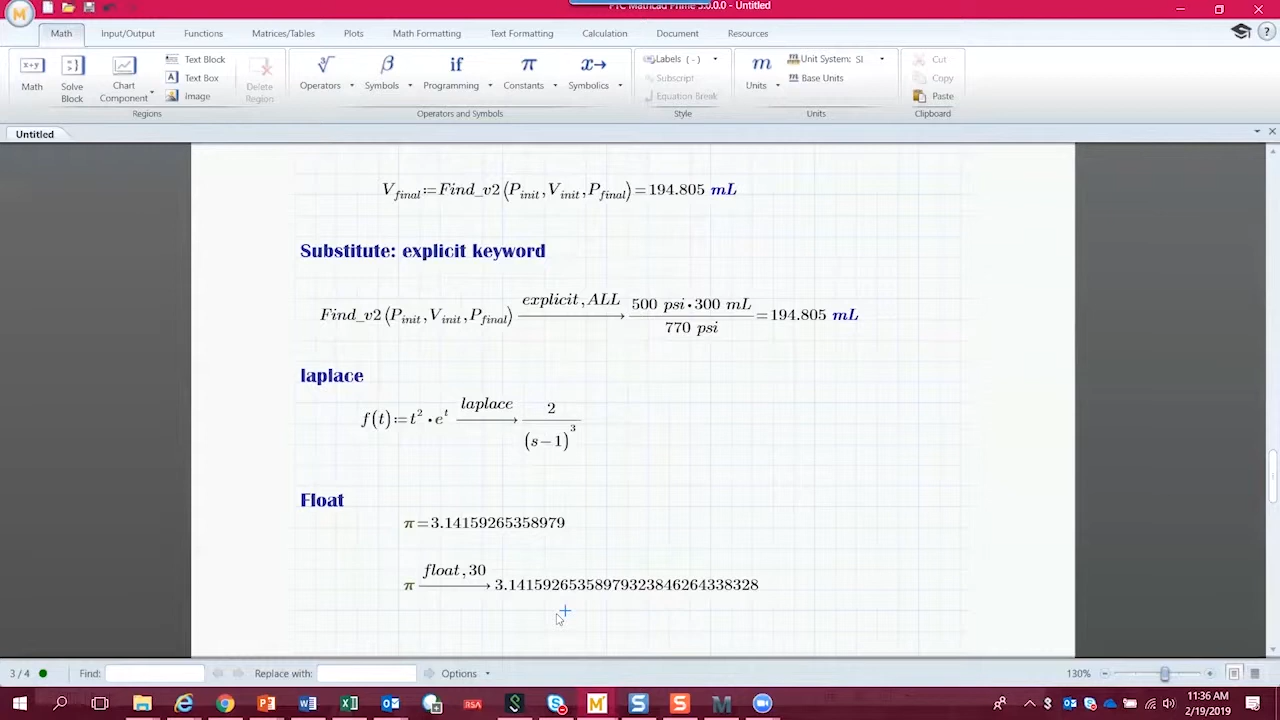 PTC Mathcad Prime 5.0.0.0 - Untitled
Math Input/Output Functions Matrices/Tables Plots Math Formatting Text Formatting Calculation Document Resources
Math Solve Block Chart Component Text Block Text Box Image Delete Region
Operators Symbols Programming Constants Symbolics
Labels ( - ) Subscript Equation Break
Units Unit System: SI Base Units
Cut Copy Paste
Regions Operators and Symbols Style Units Clipboard
Untitled
V_final:=Find_v2(P_init,V_init,P_final)=194.805 mL
Substitute: explicit keyword
Find_v2(P_init,V_init,P_final) explicit,ALL → 500 psi·300 mL / 770 psi =194.805 mL
laplace
f(t):=t²·e^t laplace → 2 / (s−1)³
Float
π=3.14159265358979
π float,30 → 3.14159265358979323846264338328
3 / 4 Find: Replace with: Options 130%
RSA
11:36 AM
2/19/2019